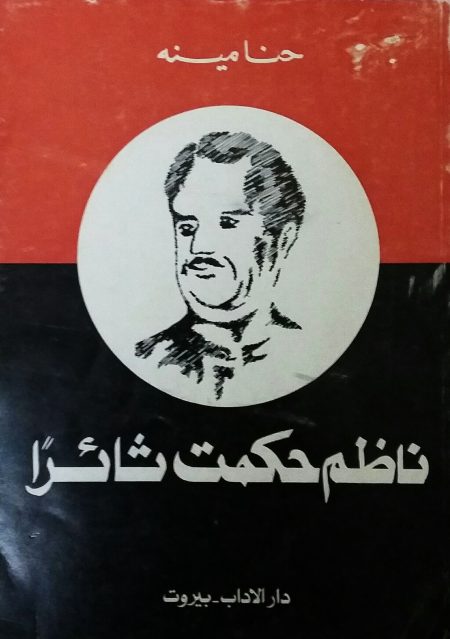 حنا مينه
ناظم حكمت ثائرًا
دار الاداب - بيروت